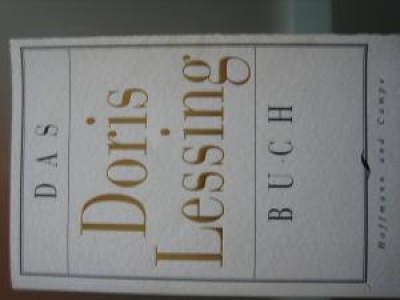 DAS
Doris
Lessing
BUCH
Hoffmann und Campe